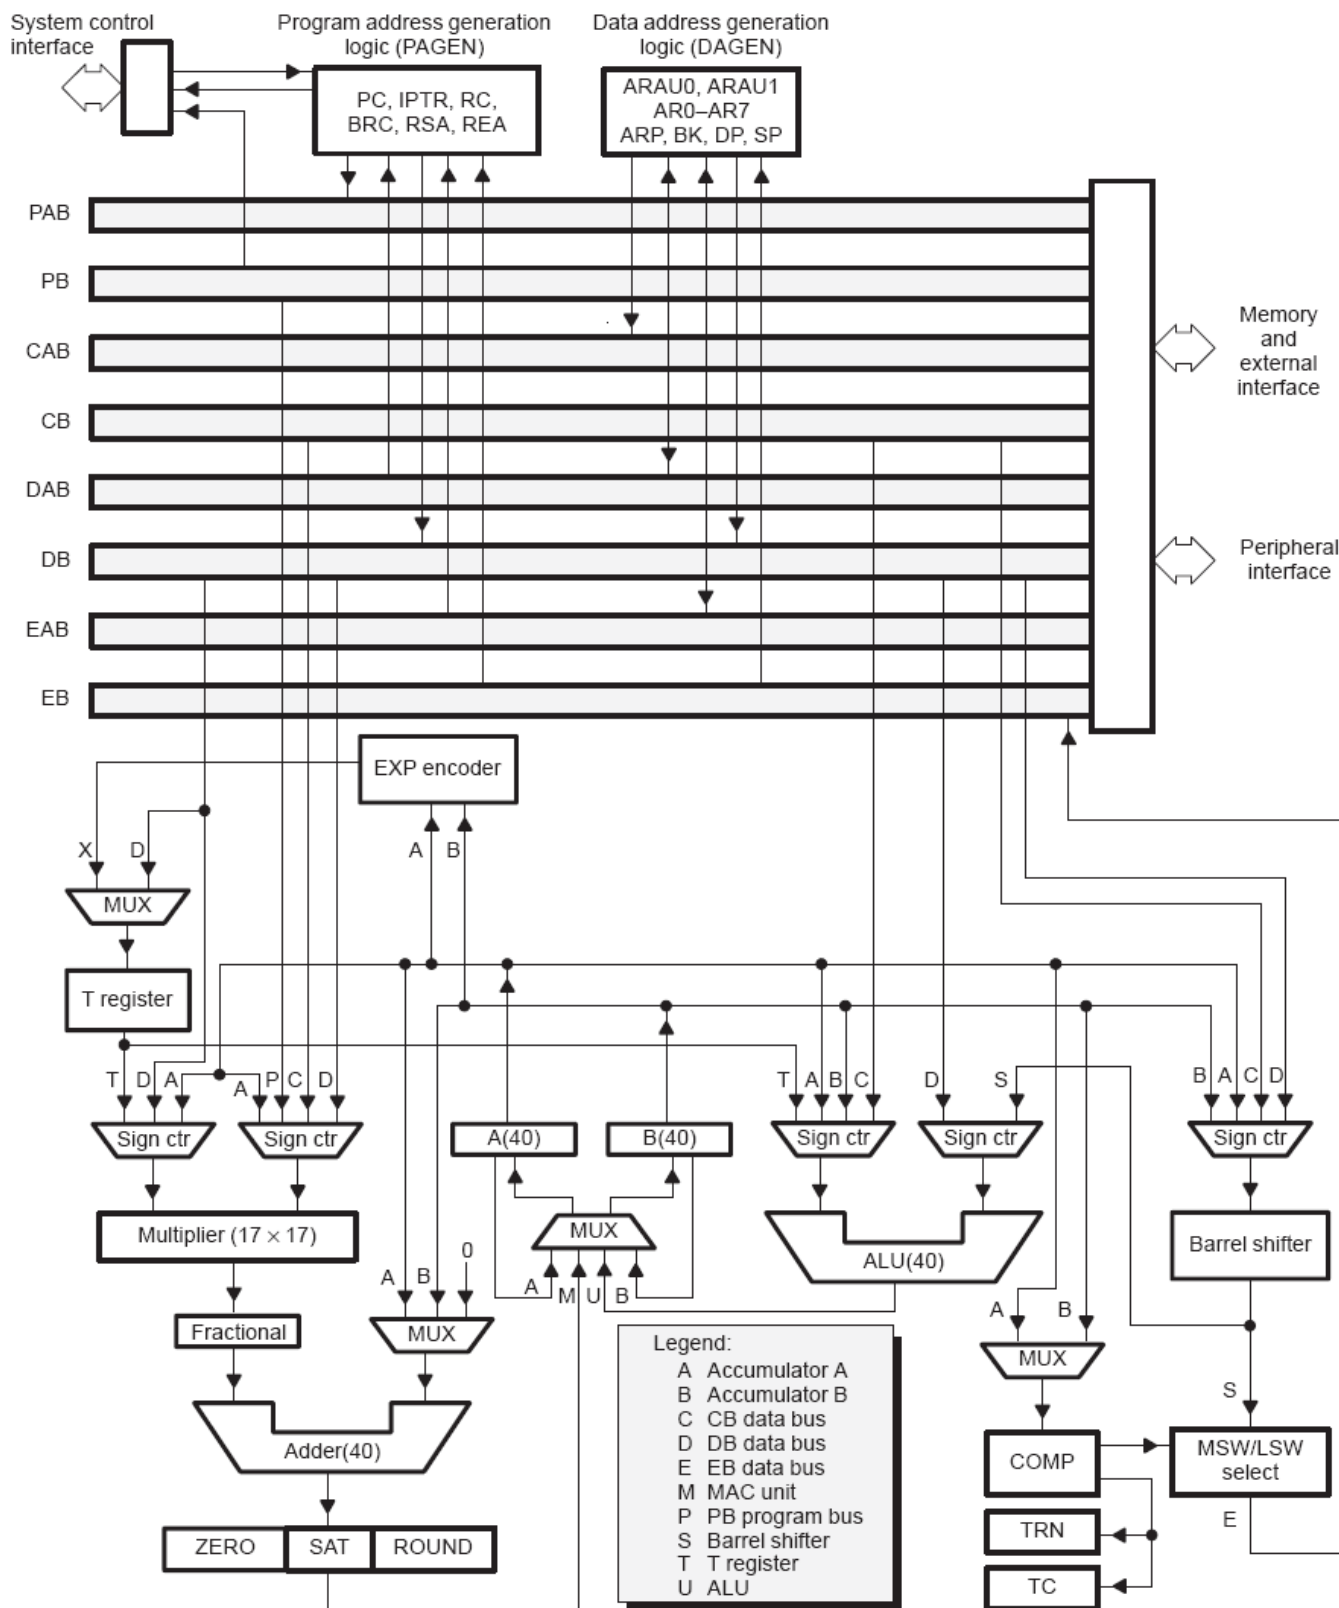 System control
interface
Program address generation
logic (PAGEN)
Data address generation
logic (DAGEN)
PC, IPTR, RC,
BRC, RSA, REA
ARAU0, ARAU1
AR0–AR7
ARP, BK, DP, SP
PAB
PB
CAB
CB
DAB
DB
EAB
EB
Memory
and
external
interface
Peripheral
interface
EXP encoder
A
B
X
D
MUX
T register
T
D
A
A
P
C
D
T
A
B
C
D
S
B
A
C
D
Sign ctr
Sign ctr
A(40)
B(40)
Sign ctr
Sign ctr
Sign ctr
Multiplier (17 × 17)
MUX
ALU(40)
Barrel shifter
A
B
0
A
M
U
B
A
B
Fractional
MUX
MUX
S
Adder(40)
COMP
MSW/LSW
select
E
ZERO
SAT
ROUND
TRN
TC
Legend:
A Accumulator A
B Accumulator B
C CB data bus
D DB data bus
E EB data bus
M MAC unit
P PB program bus
S Barrel shifter
T T register
U ALU